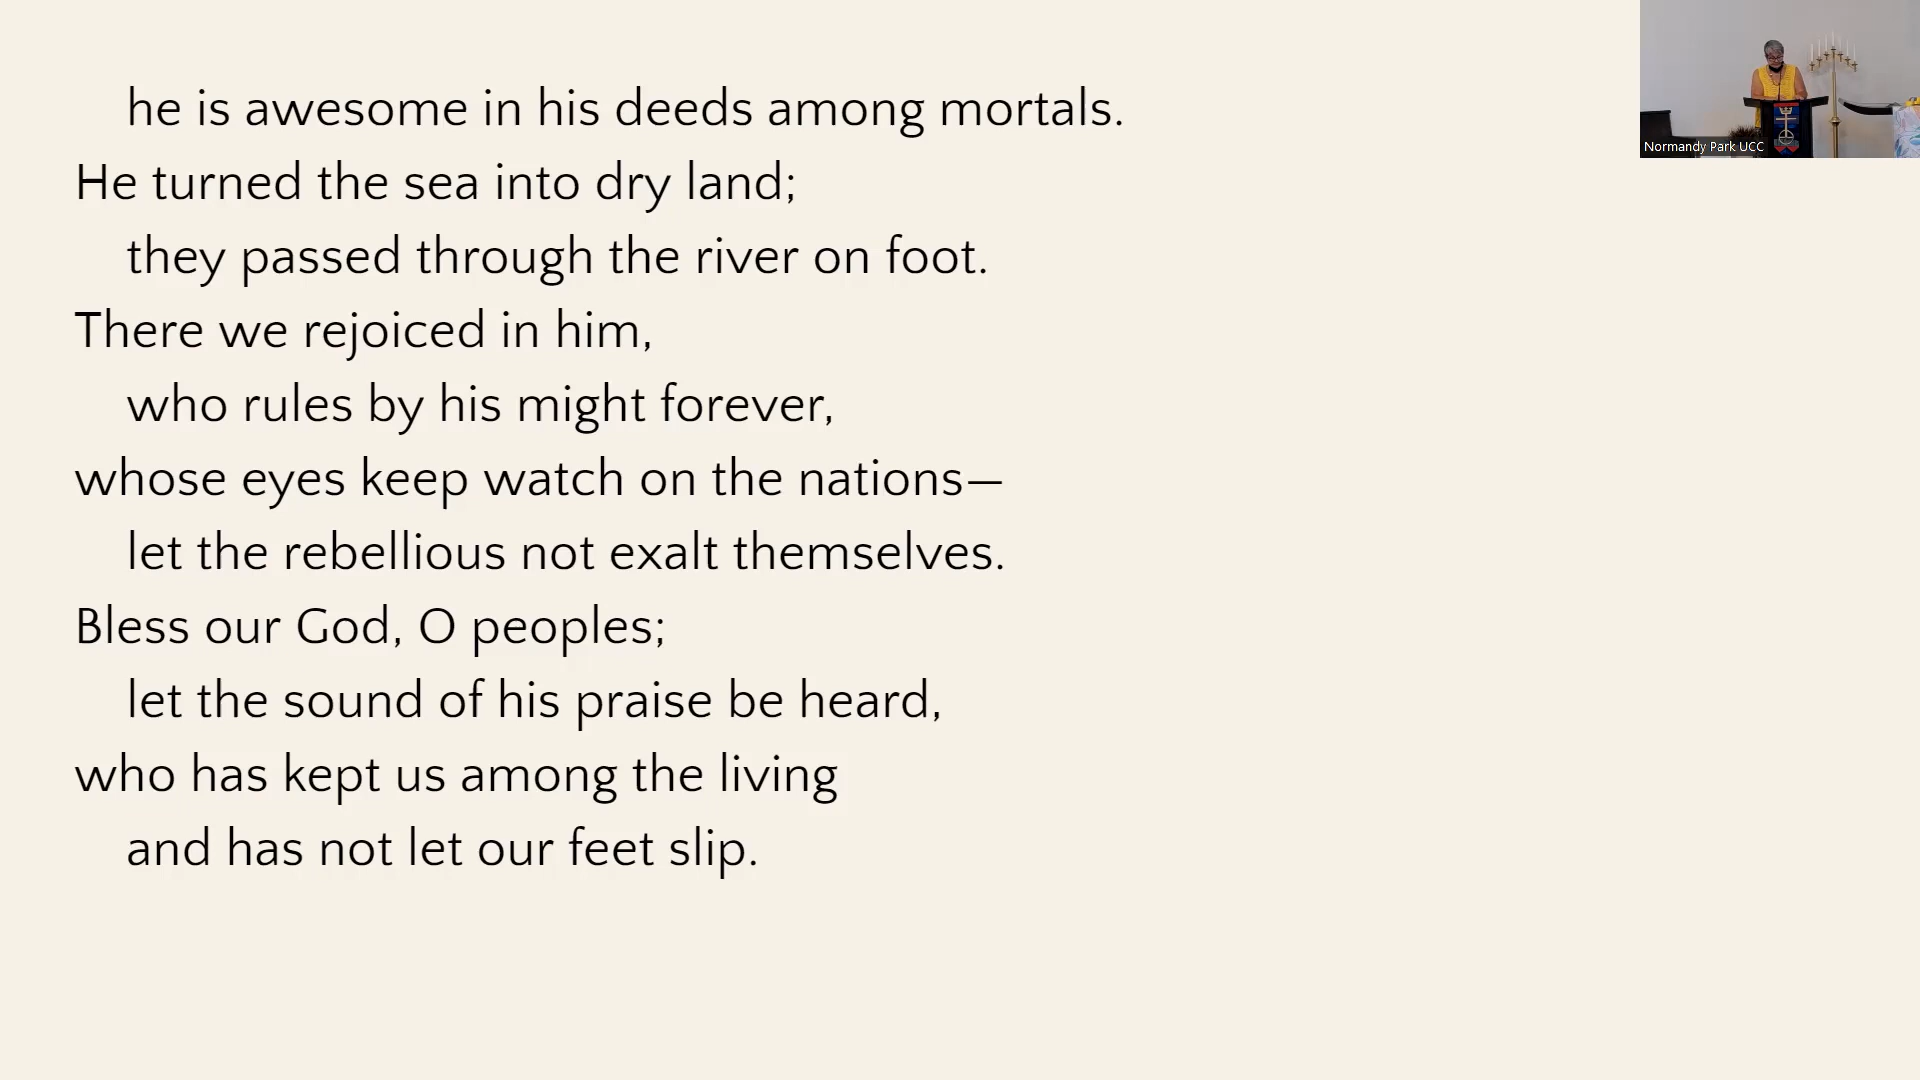 he is awesome in his deeds among mortals.
He turned the sea into dry land;
they passed through the river on foot.
There we rejoiced in him,
who rules by his might forever,
whose eyes keep watch on the nations—
let the rebellious not exalt themselves.
Bless our God, O peoples;
let the sound of his praise be heard,
who has kept us among the living
and has not let our feet slip.
Normandy Park UCC